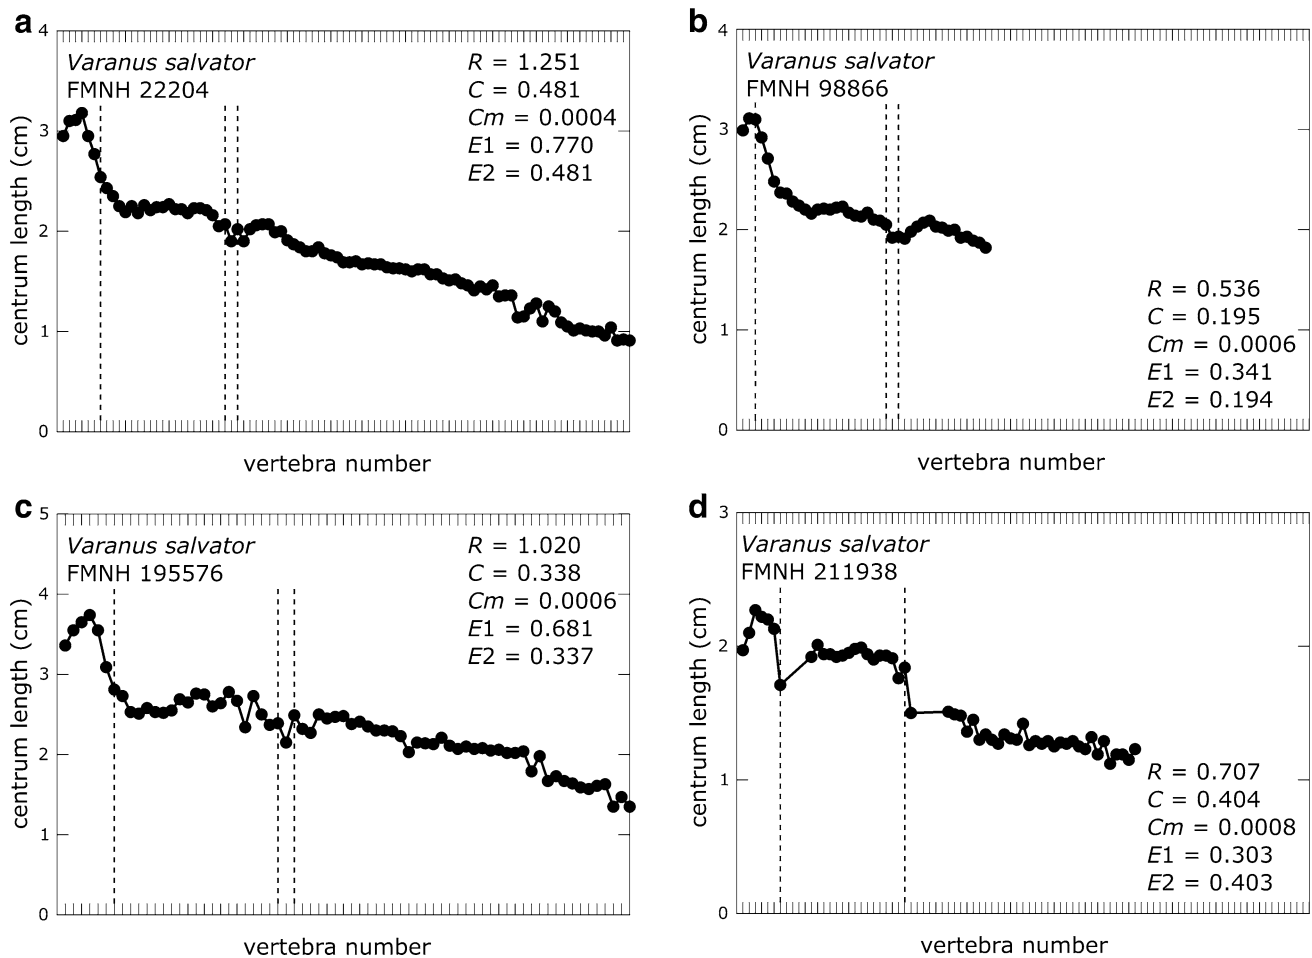 a
4
3
2
1
0
centrum length (cm)
Varanus salvator
FMNH 22204
R = 1.251
C = 0.481
Cm = 0.0004
E1 = 0.770
E2 = 0.481
vertebra number
b
4
3
2
1
0
centrum length (cm)
Varanus salvator
FMNH 98866
R = 0.536
C = 0.195
Cm = 0.0006
E1 = 0.341
E2 = 0.194
vertebra number
c
5
4
3
2
1
0
centrum length (cm)
Varanus salvator
FMNH 195576
R = 1.020
C = 0.338
Cm = 0.0006
E1 = 0.681
E2 = 0.337
vertebra number
d
3
2
1
0
centrum length (cm)
Varanus salvator
FMNH 211938
R = 0.707
C = 0.404
Cm = 0.0008
E1 = 0.303
E2 = 0.403
vertebra number